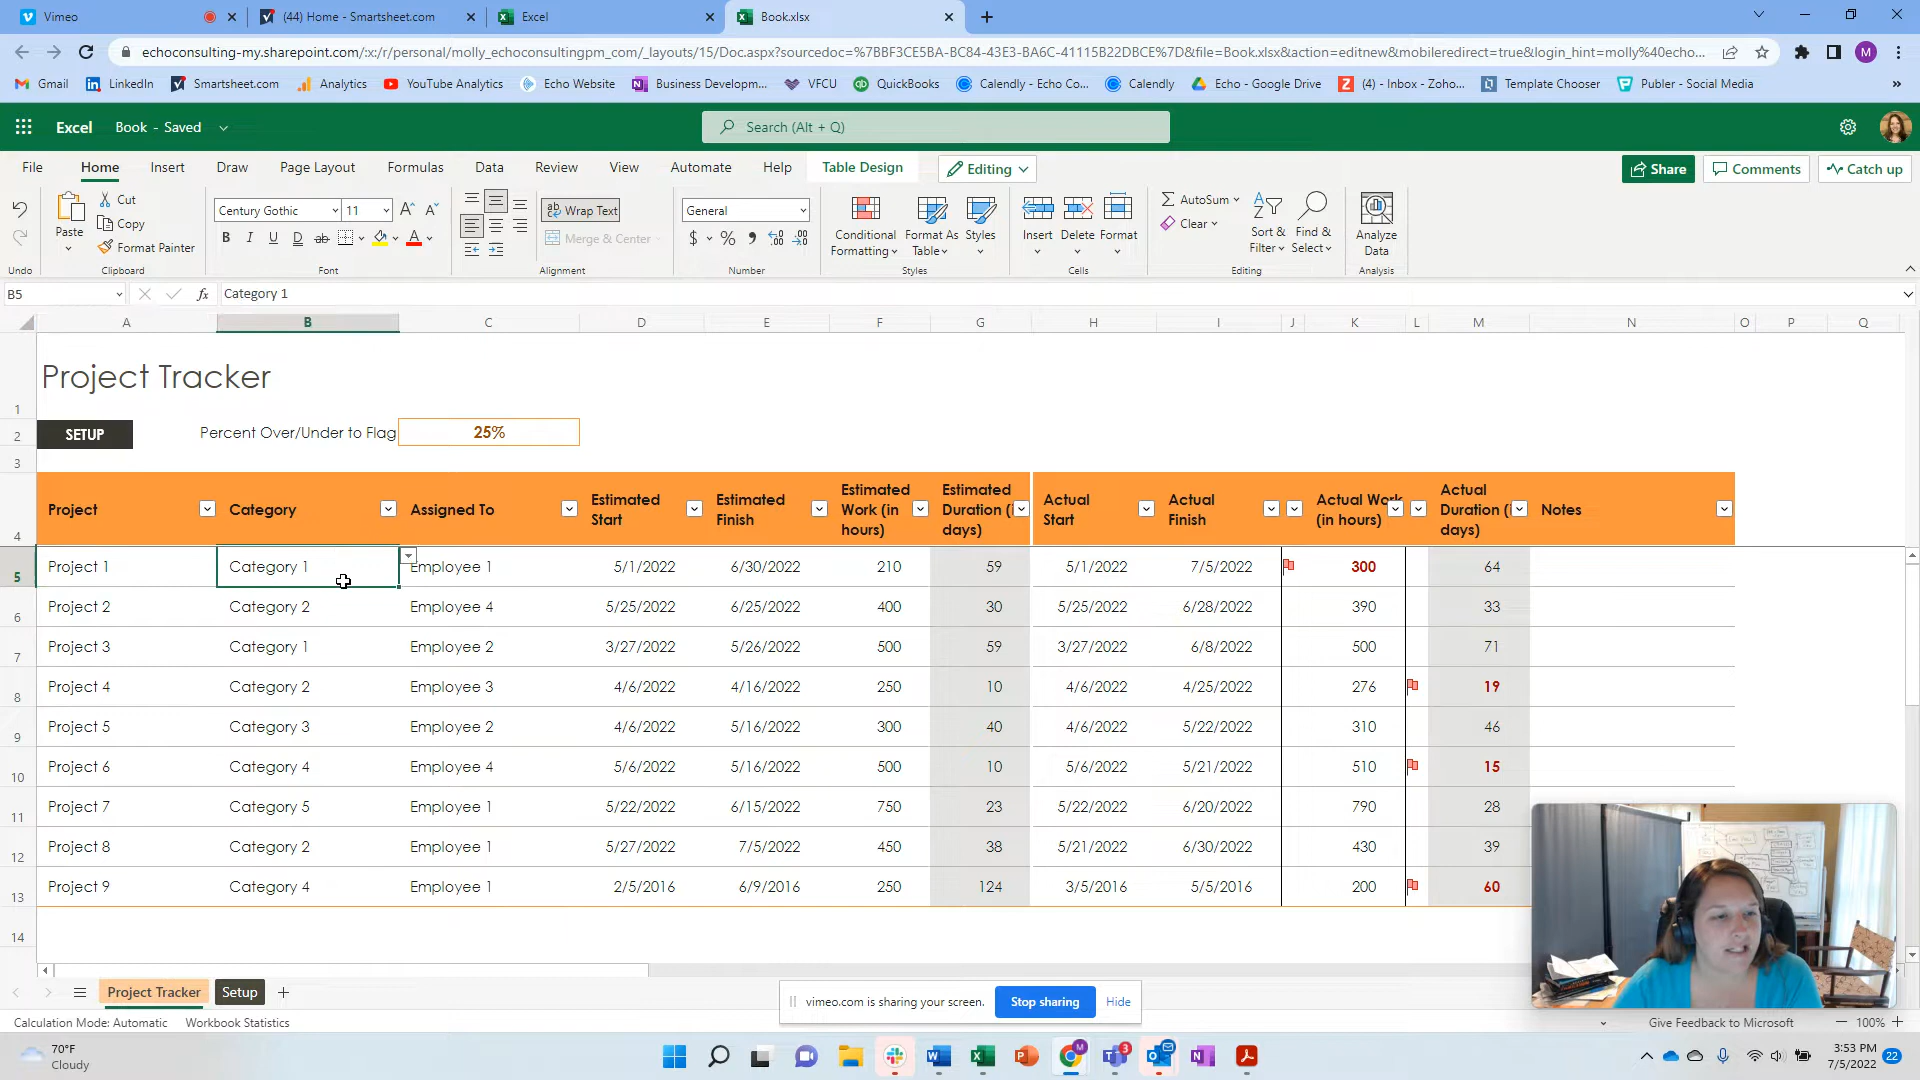 Vimeo (44) Home - Smartsheet.com Excel Book.xlsx
echoconsulting-my.sharepoint.com/:x:/r/personal/molly_echoconsultingpm_com/_layouts/15/Doc.aspx?sourcedoc=%7BBF3CE5BA-BC84-43E3-BA6C-41115B22DBCE%7D&file=Book.xlsx&action=editnew&mobileredirect=true&login_hint=molly%40echo... M
Gmail LinkedIn Smartsheet.com Analytics YouTube Analytics Echo Website Business Developm... VFCU QuickBooks Calendly - Echo Co... Calendly Echo - Google Drive (4) - Inbox - Zoho... Template Chooser Publer - Social Media
Excel Book - Saved Search (Alt + Q)
File Home Insert Draw Page Layout Formulas Data Review View Automate Help Table Design Editing Share Comments Catch up
Paste Cut Copy Format Painter
Century Gothic 11
Wrap Text Merge & Center
General
Conditional Formatting Format As Table Styles
Insert Delete Format
AutoSum Clear
Sort & Filter Find & Select
Analyze Data
Undo Clipboard Font Alignment Number Styles Cells Editing Analysis
B5 fx Category 1
A B C D E F G H I J K L M N O P Q
1 Project Tracker
2 SETUP Percent Over/Under to Flag 25%
3
4 Project Category Assigned To Estimated Start Estimated Finish Estimated Work (in hours) Estimated Duration (i days) Actual Start Actual Finish Actual Work (in hours) Actual Duration ( days) Notes
5 Project 1 Category 1 Employee 1 5/1/2022 6/30/2022 210 59 5/1/2022 7/5/2022 300 64
6 Project 2 Category 2 Employee 4 5/25/2022 6/25/2022 400 30 5/25/2022 6/28/2022 390 33
7 Project 3 Category 1 Employee 2 3/27/2022 5/26/2022 500 59 3/27/2022 6/8/2022 500 71
8 Project 4 Category 2 Employee 3 4/6/2022 4/16/2022 250 10 4/6/2022 4/25/2022 276 19
9 Project 5 Category 3 Employee 2 4/6/2022 5/16/2022 300 40 4/6/2022 5/22/2022 310 46
10 Project 6 Category 4 Employee 4 5/6/2022 5/16/2022 500 10 5/6/2022 5/21/2022 510 15
11 Project 7 Category 5 Employee 1 5/22/2022 6/15/2022 750 23 5/22/2022 6/20/2022 790 28
12 Project 8 Category 2 Employee 1 5/27/2022 7/5/2022 450 38 5/21/2022 6/30/2022 430 39
13 Project 9 Category 4 Employee 1 2/5/2016 6/9/2016 250 124 3/5/2016 5/5/2016 200 60
14
Project Tracker Setup
vimeo.com is sharing your screen. Stop sharing Hide
Calculation Mode: Automatic Workbook Statistics Give Feedback to Microsoft 100%
70°F
Cloudy
3:53 PM
7/5/2022 22